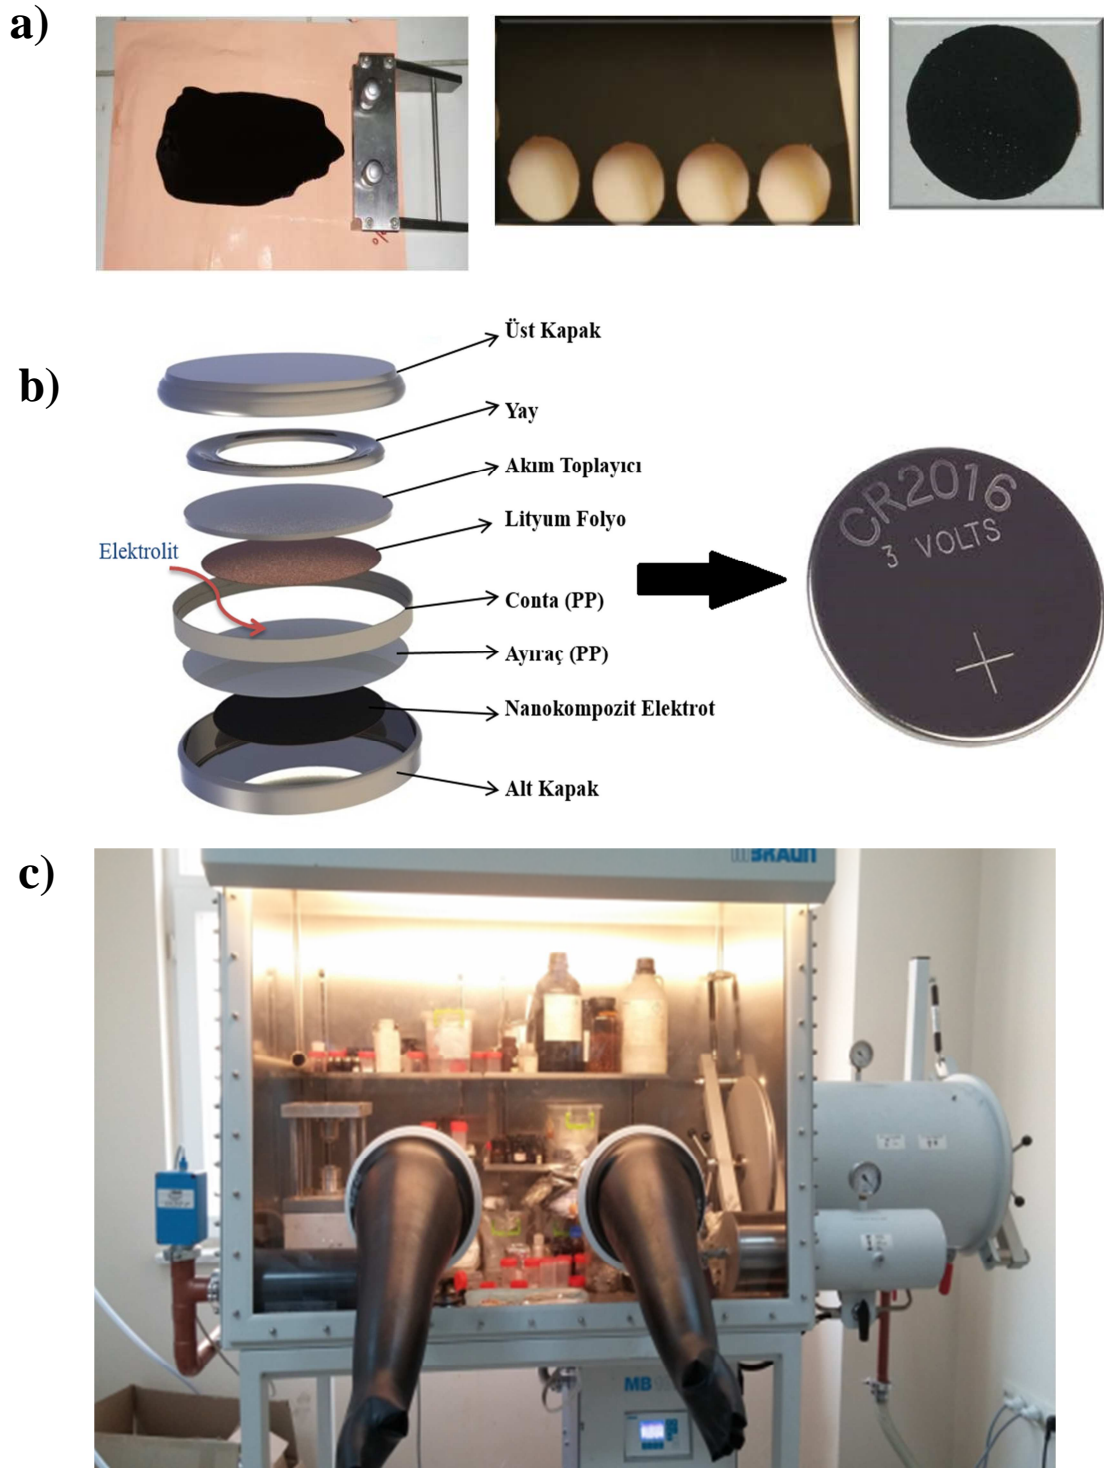 a)
b)
Üst Kapak
Yay
Akım Toplayıcı
Lityum Folyo
Elektrolit
Conta (PP)
Ayıraç (PP)
Nanokompozit Elektrot
Alt Kapak
CR2016
3 VOLTS
+
c)
MBRAUN
MB